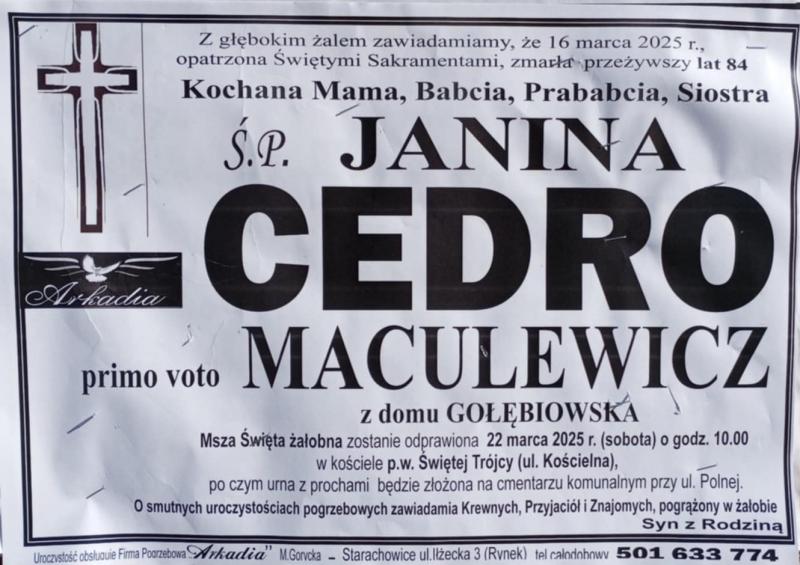 Z głębokim żalem zawiadamiamy, że 16 marca 2025 r.,
opatrzona Świętymi Sakramentami, zmarła przeżywszy lat 84
Kochana Mama, Babcia, Prababcia, Siostra
Ś.P. JANINA
CEDRO
Arkadia
primo voto MACULEWICZ
z domu GOŁĘBIOWSKA
Msza Święta żałobna zostanie odprawiona 22 marca 2025 r. (sobota) o godz. 10.00
w kościele p.w. Świętej Trójcy (ul. Kościelna),
po czym urna z prochami będzie złożona na cmentarzu komunalnym przy ul. Polnej.
O smutnych uroczystościach pogrzebowych zawiadamia Krewnych, Przyjaciół i Znajomych, pogrążony w żałobie
Syn z Rodziną
Uroczystość obsługuje Firma Pogrzebowa "Arkadia" M.Gorycka – Starachowice ul.Iłżecka 3 (Rynek) tel.całodobowy 501 633 774